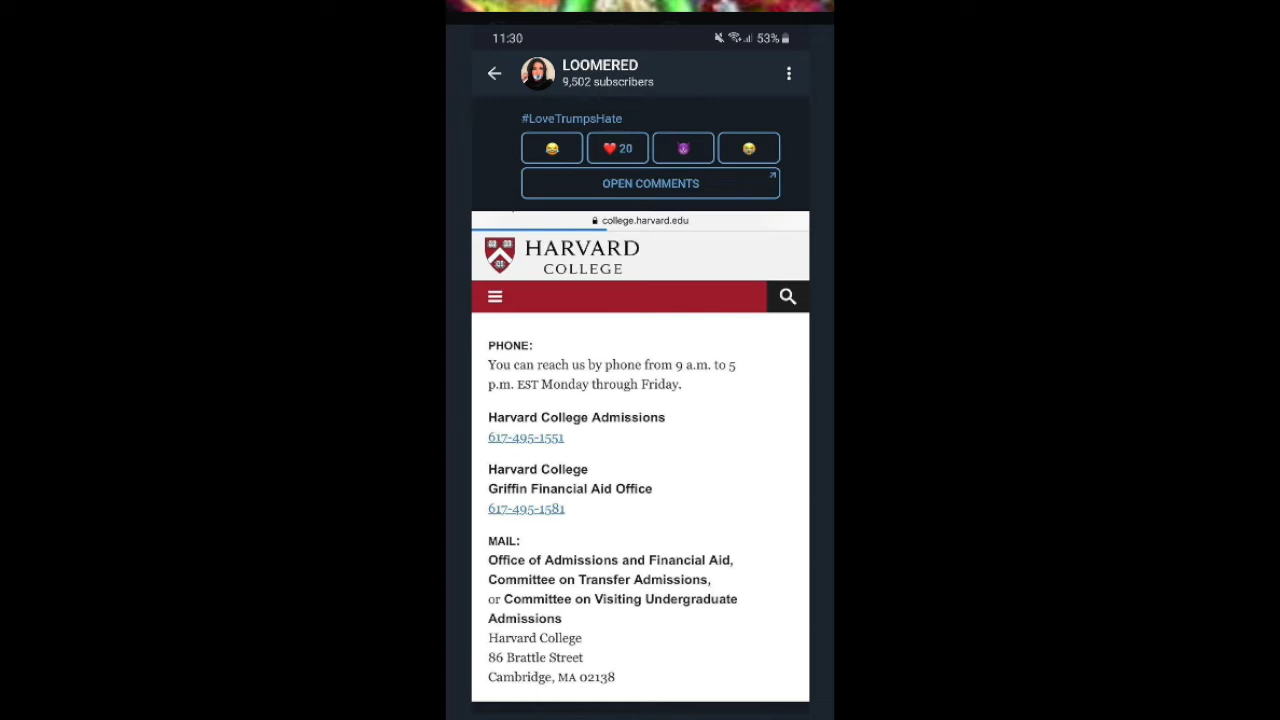 11:30 53%
LOOMERED
9,502 subscribers
#LoveTrumpsHate
😂 ❤️ 20 😈 😭
OPEN COMMENTS
college.harvard.edu
HARVARD
COLLEGE
PHONE:
You can reach us by phone from 9 a.m. to 5
p.m. EST Monday through Friday.
Harvard College Admissions
617-495-1551
Harvard College
Griffin Financial Aid Office
617-495-1581
MAIL:
Office of Admissions and Financial Aid,
Committee on Transfer Admissions,
or Committee on Visiting Undergraduate
Admissions
Harvard College
86 Brattle Street
Cambridge, MA 02138